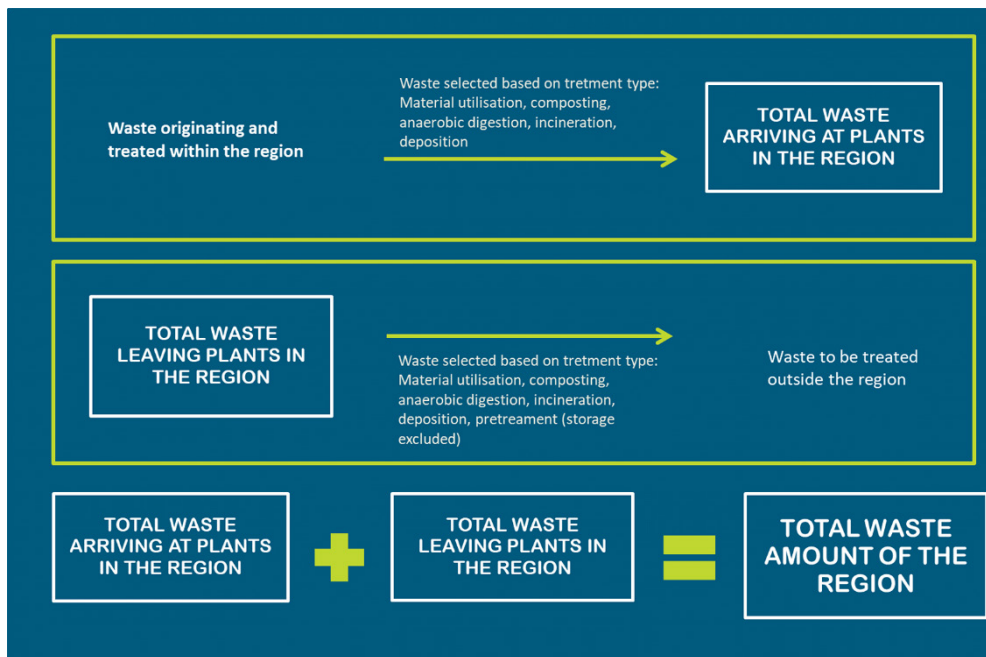 Waste originating and
treated within the region
Waste selected based on tretment type:
Material utilisation, composting,
anaerobic digestion, incineration,
deposition
TOTAL WASTE
ARRIVING AT PLANTS
IN THE REGION
TOTAL WASTE
LEAVING PLANTS IN
THE REGION
Waste selected based on tretment type:
Material utilisation, composting,
anaerobic digestion, incineration,
deposition, pretreament (storage
excluded)
Waste to be treated
outside the region
TOTAL WASTE
ARRIVING AT PLANTS
IN THE REGION
+
TOTAL WASTE
LEAVING PLANTS IN
THE REGION
=
TOTAL WASTE
AMOUNT OF THE
REGION